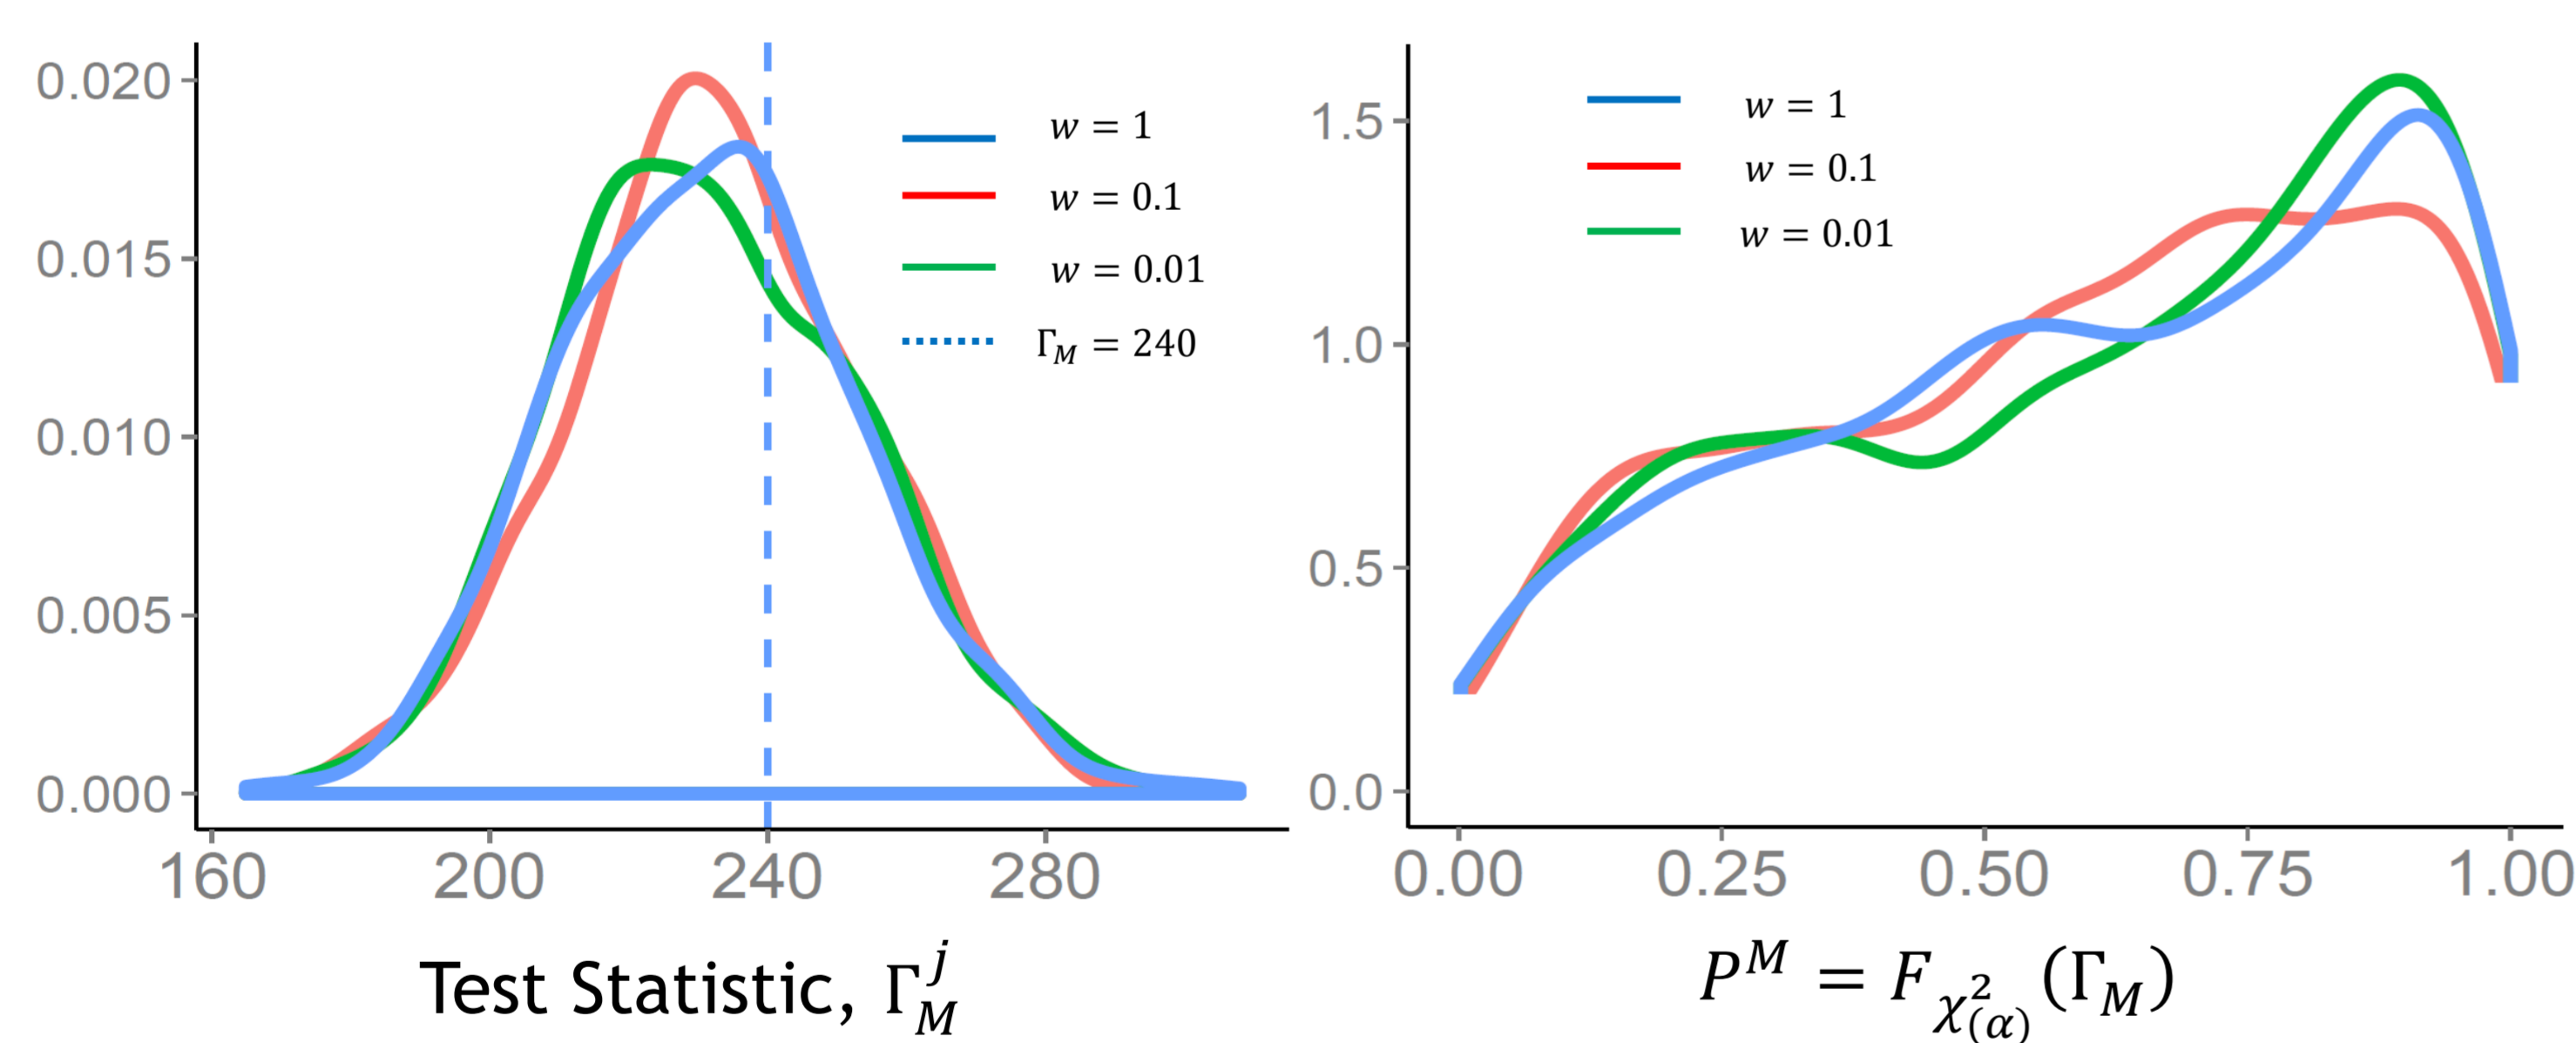 0.020
0.015
0.010
0.005
0.000
160 200 240 280
w = 1
w = 0.1
w = 0.01
Γ_M = 240
Test Statistic, Γ_M^j
1.5
1.0
0.5
0.0
0.00 0.25 0.50 0.75 1.00
w = 1
w = 0.1
w = 0.01
P^M = F_{χ^2_{(α)}}(Γ_M)